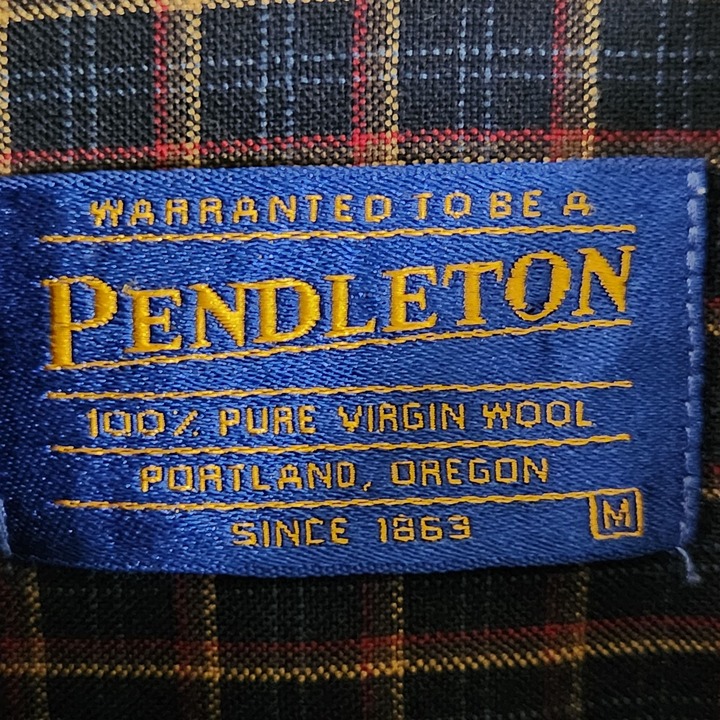 WARRANTED TO BE A
PENDLETON
100% PURE VIRGIN WOOL
PORTLAND, OREGON
SINCE 1863
M